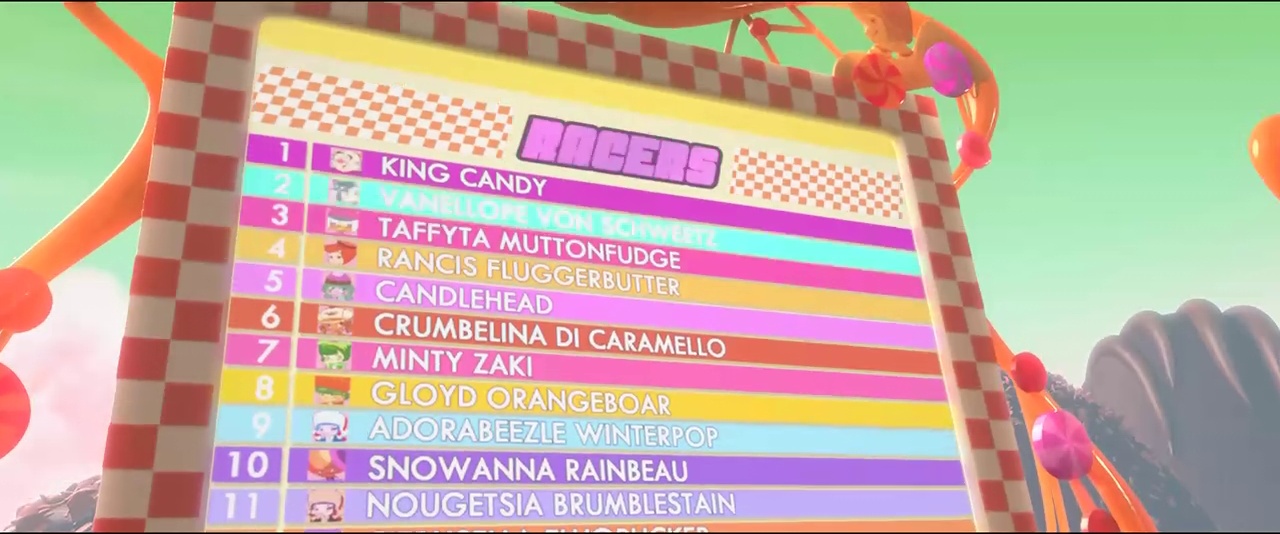 RACERS
1 KING CANDY
2 VANELLOPE VON SCHWEETZ
3 TAFFYTA MUTTONFUDGE
4 RANCIS FLUGGERBUTTER
5 CANDLEHEAD
6 CRUMBELINA DI CARAMELLO
7 MINTY ZAKI
8 GLOYD ORANGEBOAR
9 ADORABEEZLE WINTERPOP
10 SNOWANNA RAINBEAU
11 NOUGETSIA BRUMBLESTAIN